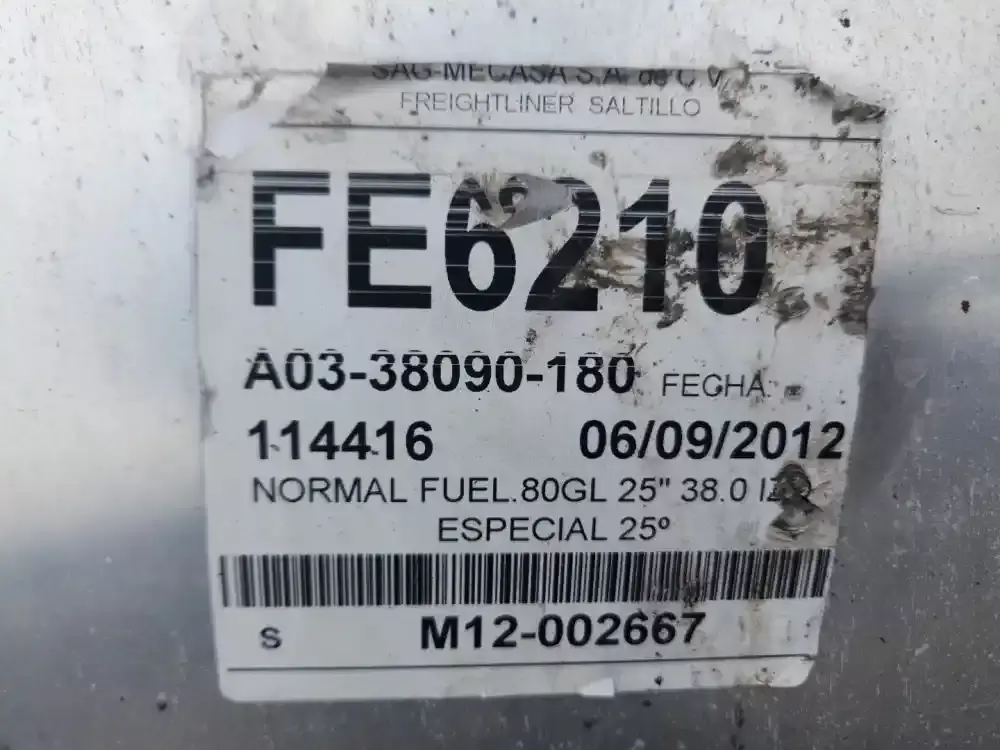 SAG-MECASA S.A. de C.V.
FREIGHTLINER SALTILLO
FE6210
A03-38090-180 FECHA:
114416 06/09/2012
NORMAL FUEL.80GL 25" 38.0
ESPECIAL 25º
S M12-002667